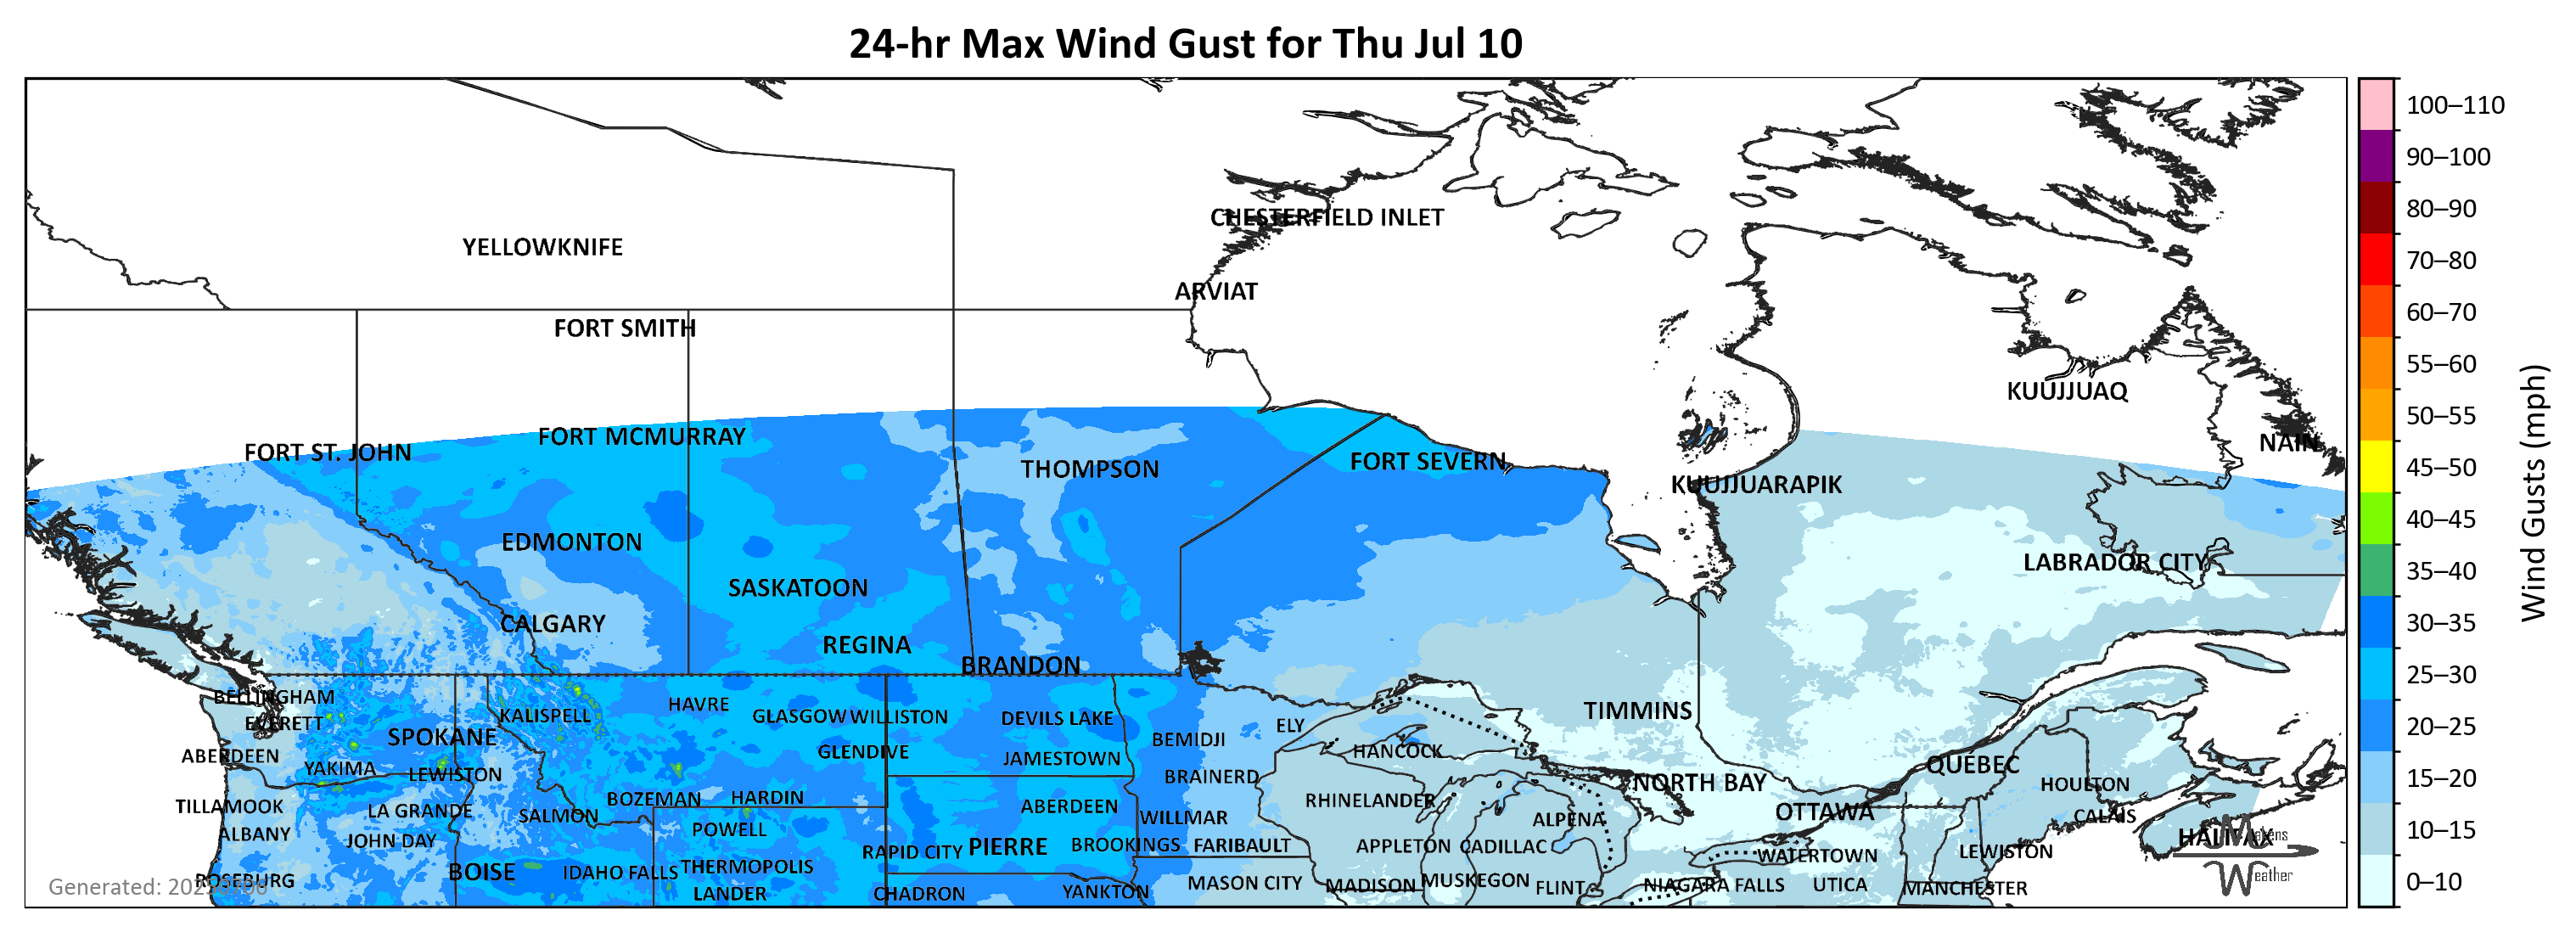 24-hr Max Wind Gust for Thu Jul 10
100–110
90–100
80–90
70–80
60–70
55–60
50–55
45–50
40–45
35–40
30–35
25–30
20–25
15–20
10–15
0–10
Wind Gusts (mph)
CHESTERFIELD INLET
YELLOWKNIFE
ARVIAT
FORT SMITH
KUUJJUAQ
FORT MCMURRAY
NAIN
FORT ST. JOHN
FORT SEVERN
THOMPSON
KUUJJUARAPIK
EDMONTON
LABRADOR CITY
SASKATOON
CALGARY
REGINA
BRANDON
BELLINGHAM
HAVRE
TIMMINS
KALISPELL
GLASGOW
WILLISTON
DEVILS LAKE
EVERETT
ELY
SPOKANE
BEMIDJI
GLENDIVE
HANCOCK
ABERDEEN
JAMESTOWN
QUÉBEC
YAKIMA
LEWISTON
BRAINERD
NORTH BAY
HOULTON
BOZEMAN
HARDIN
RHINELANDER
TILLAMOOK
LA GRANDE
ABERDEEN
OTTAWA
SALMON
WILLMAR
CALAIS
ALPENA
ALBANY
POWELL
HALIFAX
Makens
JOHN DAY
BROOKINGS
FARIBAULT
APPLETON
CADILLAC
PIERRE
RAPID CITY
LEWISTON
WATERTOWN
THERMOPOLIS
BOISE
IDAHO FALLS
Weather
ROSEBURG
MUSKEGON
MASON CITY
MADISON
FLINT
NIAGARA FALLS
UTICA
MANCHESTER
LANDER
CHADRON
YANKTON
Generated: